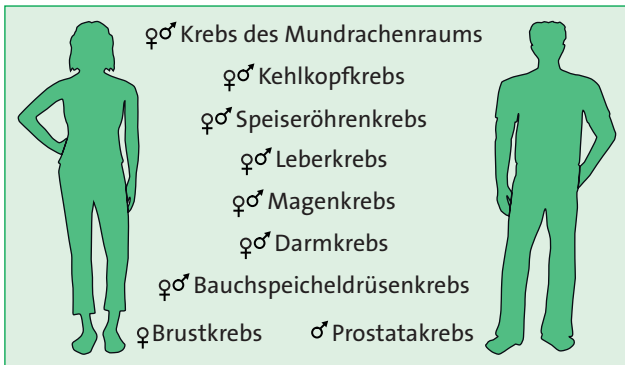 ♀♂ Krebs des Mundrachenraums
♀♂ Kehlkopfkrebs
♀♂ Speiseröhrenkrebs
♀♂ Leberkrebs
♀♂ Magenkrebs
♀♂ Darmkrebs
♀♂ Bauchspeicheldrüsenkrebs
♀ Brustkrebs ♂ Prostatakrebs